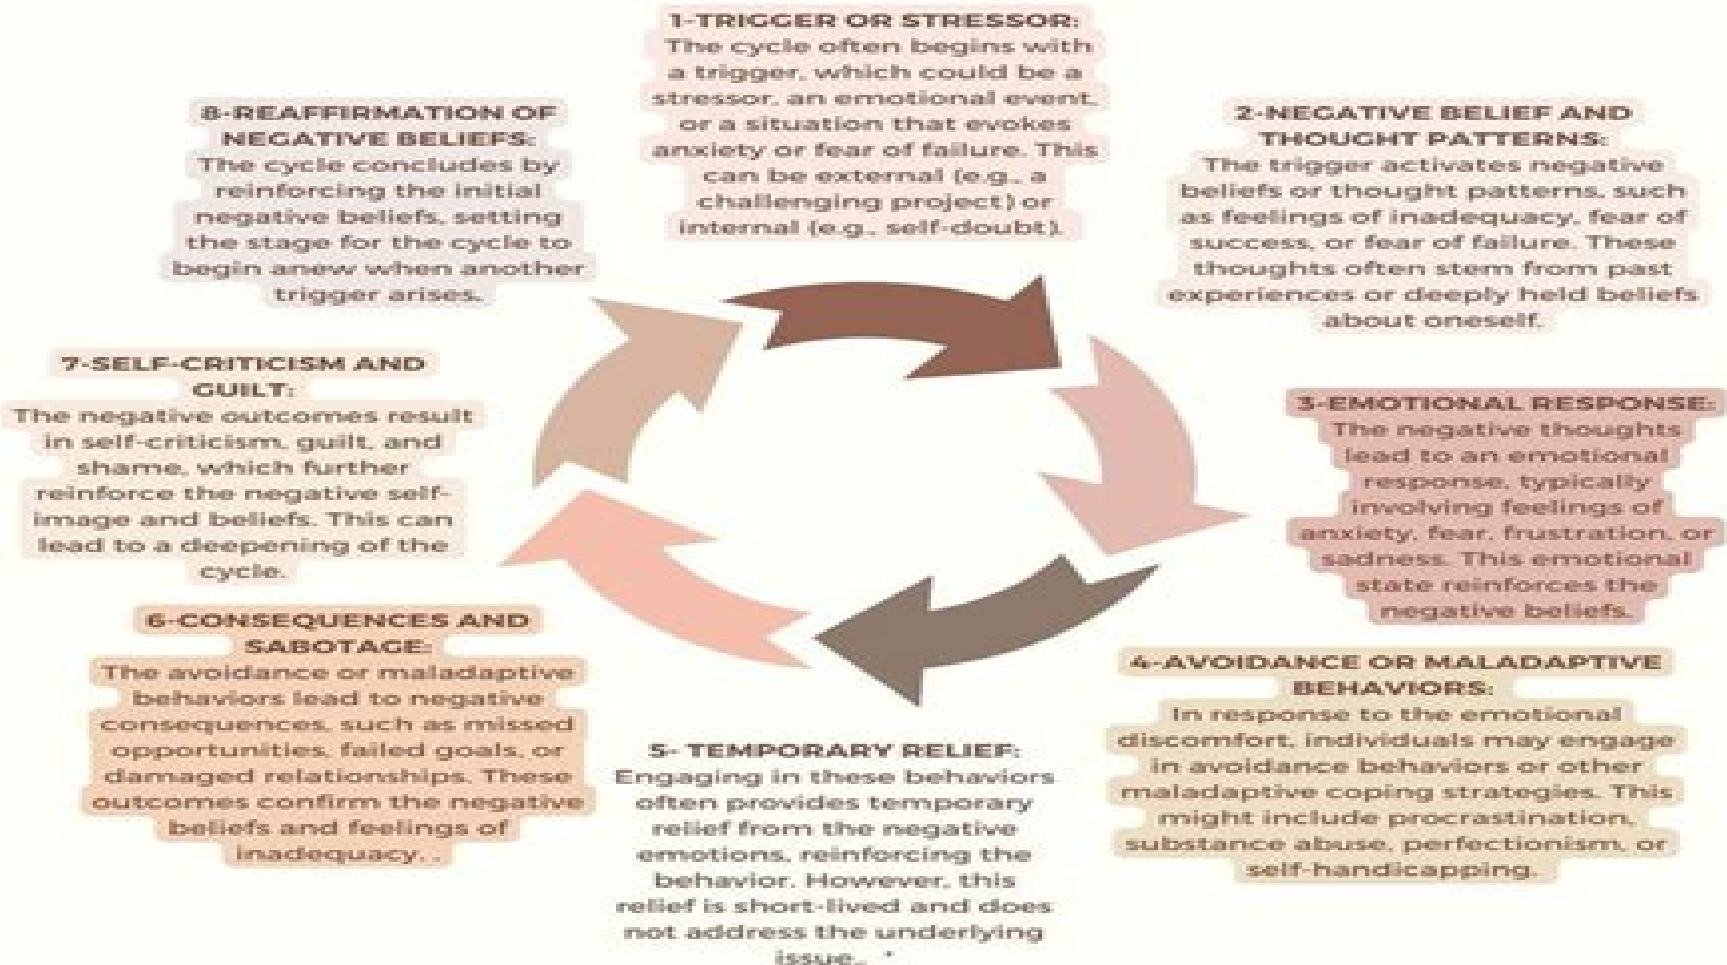 1-TRIGGER OR STRESSOR:
The cycle often begins with
a trigger, which could be a
stressor, an emotional event,
or a situation that evokes
anxiety or fear of failure. This
can be external (e.g., a
challenging project) or
internal (e.g., self-doubt).
2-NEGATIVE BELIEF AND
THOUGHT PATTERNS:
The trigger activates negative
beliefs or thought patterns, such
as feelings of inadequacy, fear of
success, or fear of failure. These
thoughts often stem from past
experiences or deeply held beliefs
about oneself.
3-EMOTIONAL RESPONSE:
The negative thoughts
lead to an emotional
response, typically
involving feelings of
anxiety, fear, frustration, or
sadness. This emotional
state reinforces the
negative beliefs.
4-AVOIDANCE OR MALADAPTIVE
BEHAVIORS:
In response to the emotional
discomfort, individuals may engage
in avoidance behaviors or other
maladaptive coping strategies. This
might include procrastination,
substance abuse, perfectionism, or
self-handicapping.
5- TEMPORARY RELIEF:
Engaging in these behaviors
often provides temporary
relief from the negative
emotions, reinforcing the
behavior. However, this
relief is short-lived and does
not address the underlying
issue.. *
6-CONSEQUENCES AND
SABOTAGE:
The avoidance or maladaptive
behaviors lead to negative
consequences, such as missed
opportunities, failed goals, or
damaged relationships. These
outcomes confirm the negative
beliefs and feelings of
inadequacy. .
7-SELF-CRITICISM AND
GUILT:
The negative outcomes result
in self-criticism, guilt, and
shame, which further
reinforce the negative self-
image and beliefs. This can
lead to a deepening of the
cycle.
8-REAFFIRMATION OF
NEGATIVE BELIEFS:
The cycle concludes by
reinforcing the initial
negative beliefs, setting
the stage for the cycle to
begin anew when another
trigger arises.